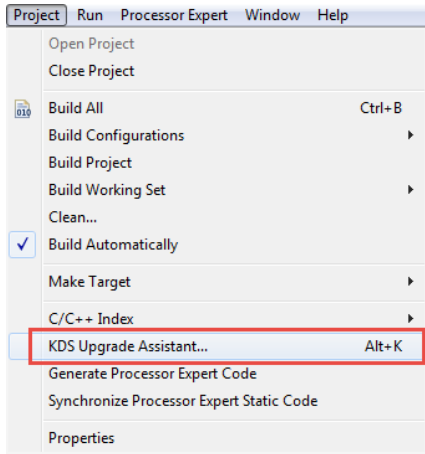 Project Run Processor Expert Window Help
Open Project
Close Project
010 Build All Ctrl+B
Build Configurations
Build Project
Build Working Set
Clean...
Build Automatically
Make Target
C/C++ Index
KDS Upgrade Assistant... Alt+K
Generate Processor Expert Code
Synchronize Processor Expert Static Code
Properties